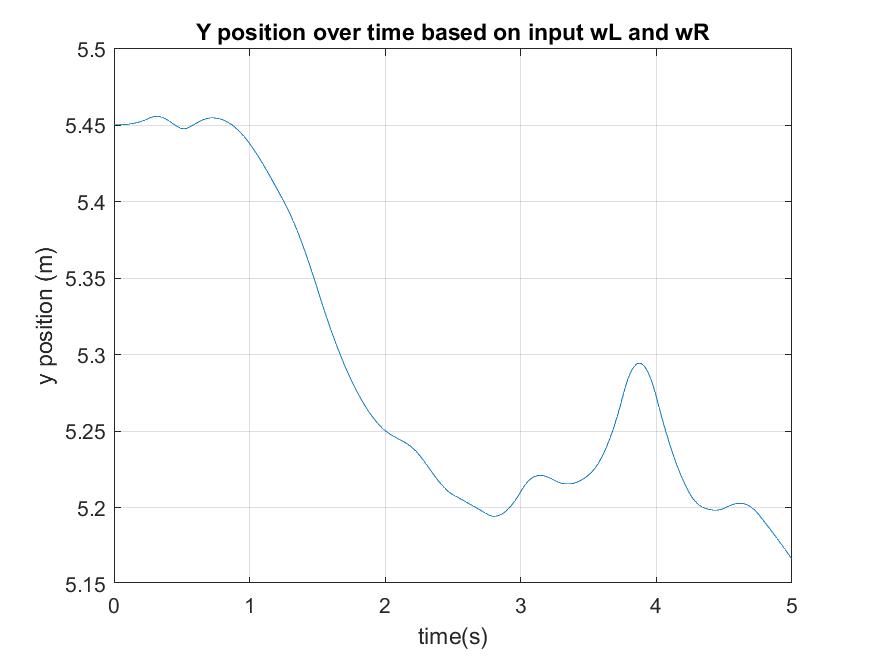 Y position over time based on input wL and wR
5.5
5.45
5.4
5.35
5.3
5.25
5.2
5.15
y position (m)
0 1 2 3 4 5
time(s)